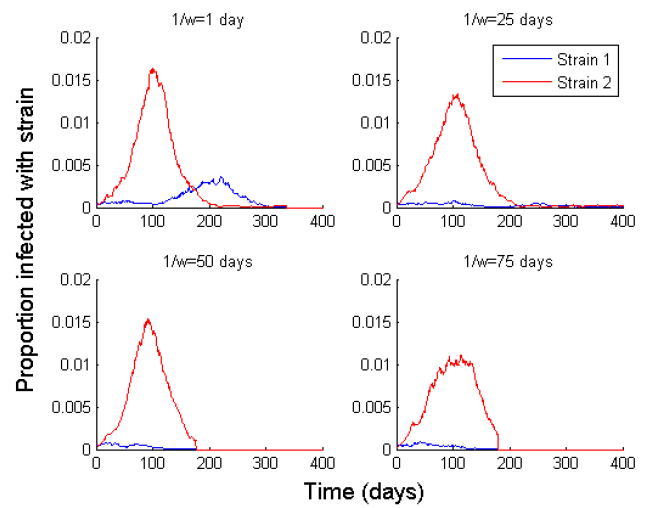 1/w=1 day
1/w=25 days
0.02
0.015
0.01
0.005
0
0 100 200 300 400
0.02
0.015
0.01
0.005
0
0 100 200 300 400
Strain 1
Strain 2
Proportion infected with strain
1/w=50 days
1/w=75 days
0.02
0.015
0.01
0.005
0
0 100 200 300 400
0.02
0.015
0.01
0.005
0
0 100 200 300 400
Time (days)